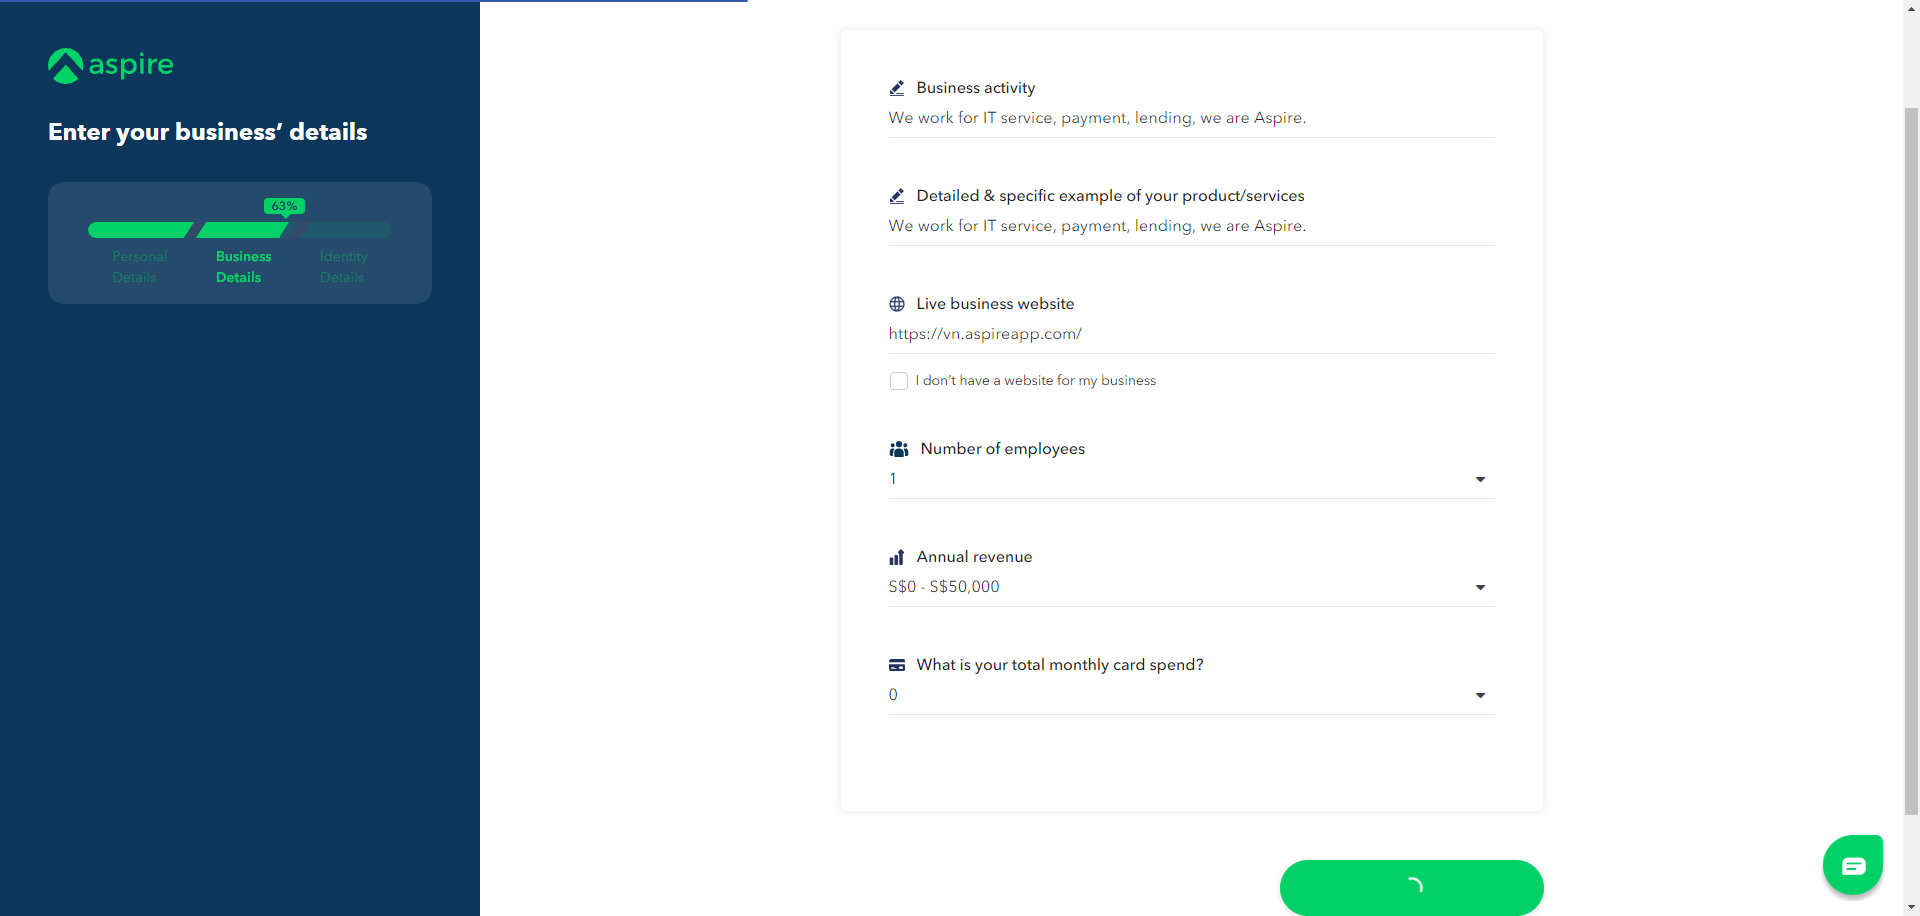 aspire
Enter your business’ details
63%
Personal Details
Business Details
Identity Details
Business activity
We work for IT service, payment, lending, we are Aspire.
Detailed & specific example of your product/services
We work for IT service, payment, lending, we are Aspire.
Live business website
https://vn.aspireapp.com/
I don’t have a website for my business
Number of employees
1
Annual revenue
S$0 - S$50,000
What is your total monthly card spend?
0